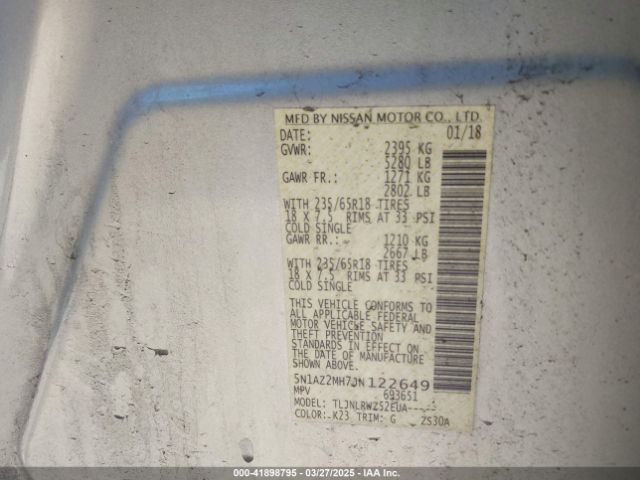 MFD BY NISSAN MOTOR CO., LTD.
DATE: 01/18
GVWR: 2395 KG
5280 LB
GAWR FR.: 1271 KG
2802 LB
WITH 235/65R18 TIRES
18 X 7.5 RIMS AT 33 PSI
COLD SINGLE
GAWR RR.: 1210 KG
2667 LB
WITH 235/65R18 TIRES
18 X 7.5 RIMS AT 33 PSI
COLD SINGLE
THIS VEHICLE CONFORMS TO
ALL APPLICABLE FEDERAL
MOTOR VEHICLE SAFETY AND
THEFT PREVENTION
STANDARDS IN EFFECT ON
THE DATE OF MANUFACTURE
SHOWN ABOVE.
5N1AZ2MH7JN122649
MPV 693651
MODEL: TLJNLRWZ52EUA-----
COLOR: K23 TRIM: G ZS30A
000-41898795 — 03/27/2025 — IAA Inc.